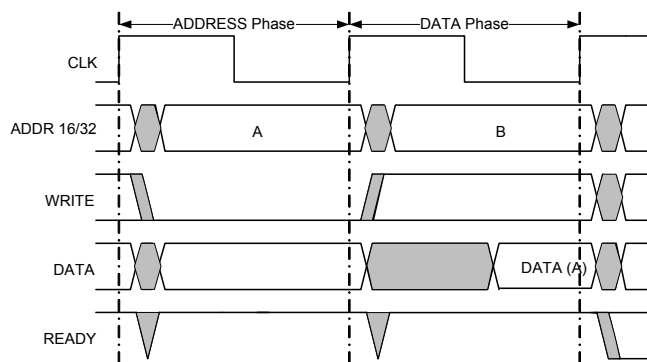 ADDRESS Phase DATA Phase
CLK
ADDR 16/32 A B
WRITE
DATA DATA (A)
READY